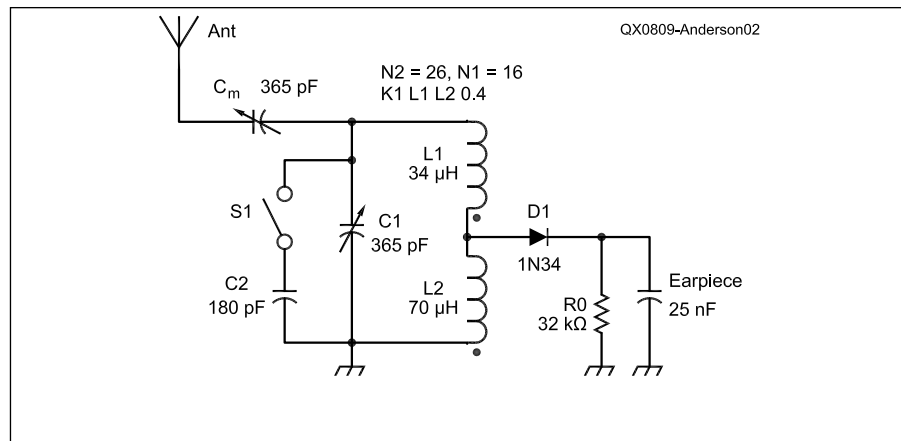 QX0809-Anderson02
Ant
C_m
365 pF
N2 = 26, N1 = 16
K1 L1 L2 0.4
L1
34 µH
S1
C1
365 pF
D1
1N34
C2
180 pF
L2
70 µH
R0
32 kΩ
Earpiece
25 nF